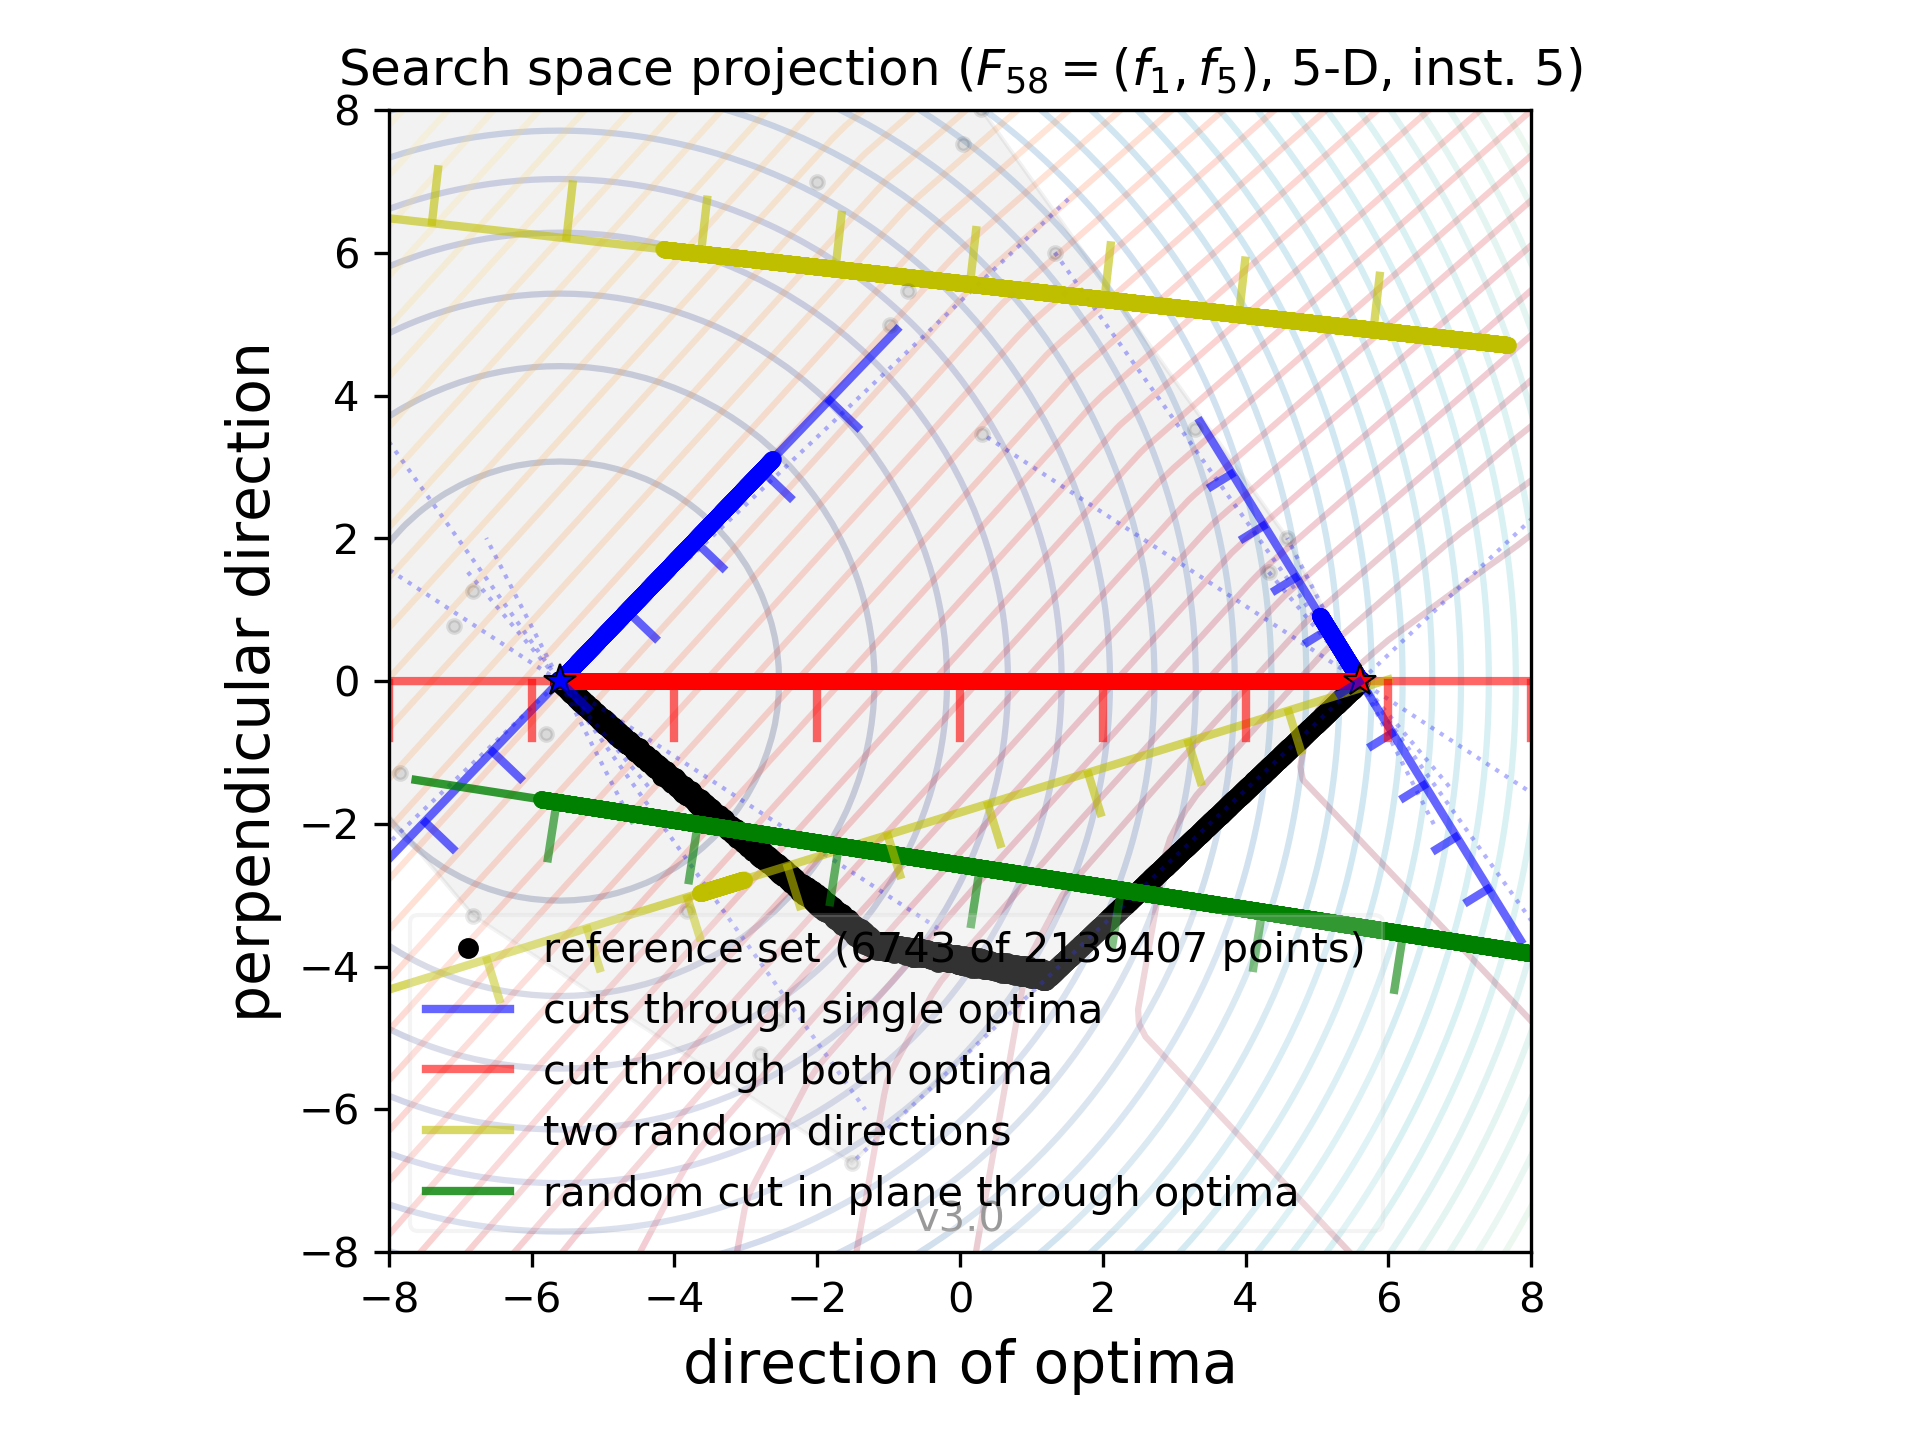 Search space projection (F58 = (f1, f5), 5-D, inst. 5)
8
6
4
2
0
−2
−4
−6
−8
perpendicular direction
reference set (6743 of 2139407 points)
cuts through single optima
cut through both optima
two random directions
random cut in plane through optima
v3.0
−8 −6 −4 −2 0 2 4 6 8
direction of optima